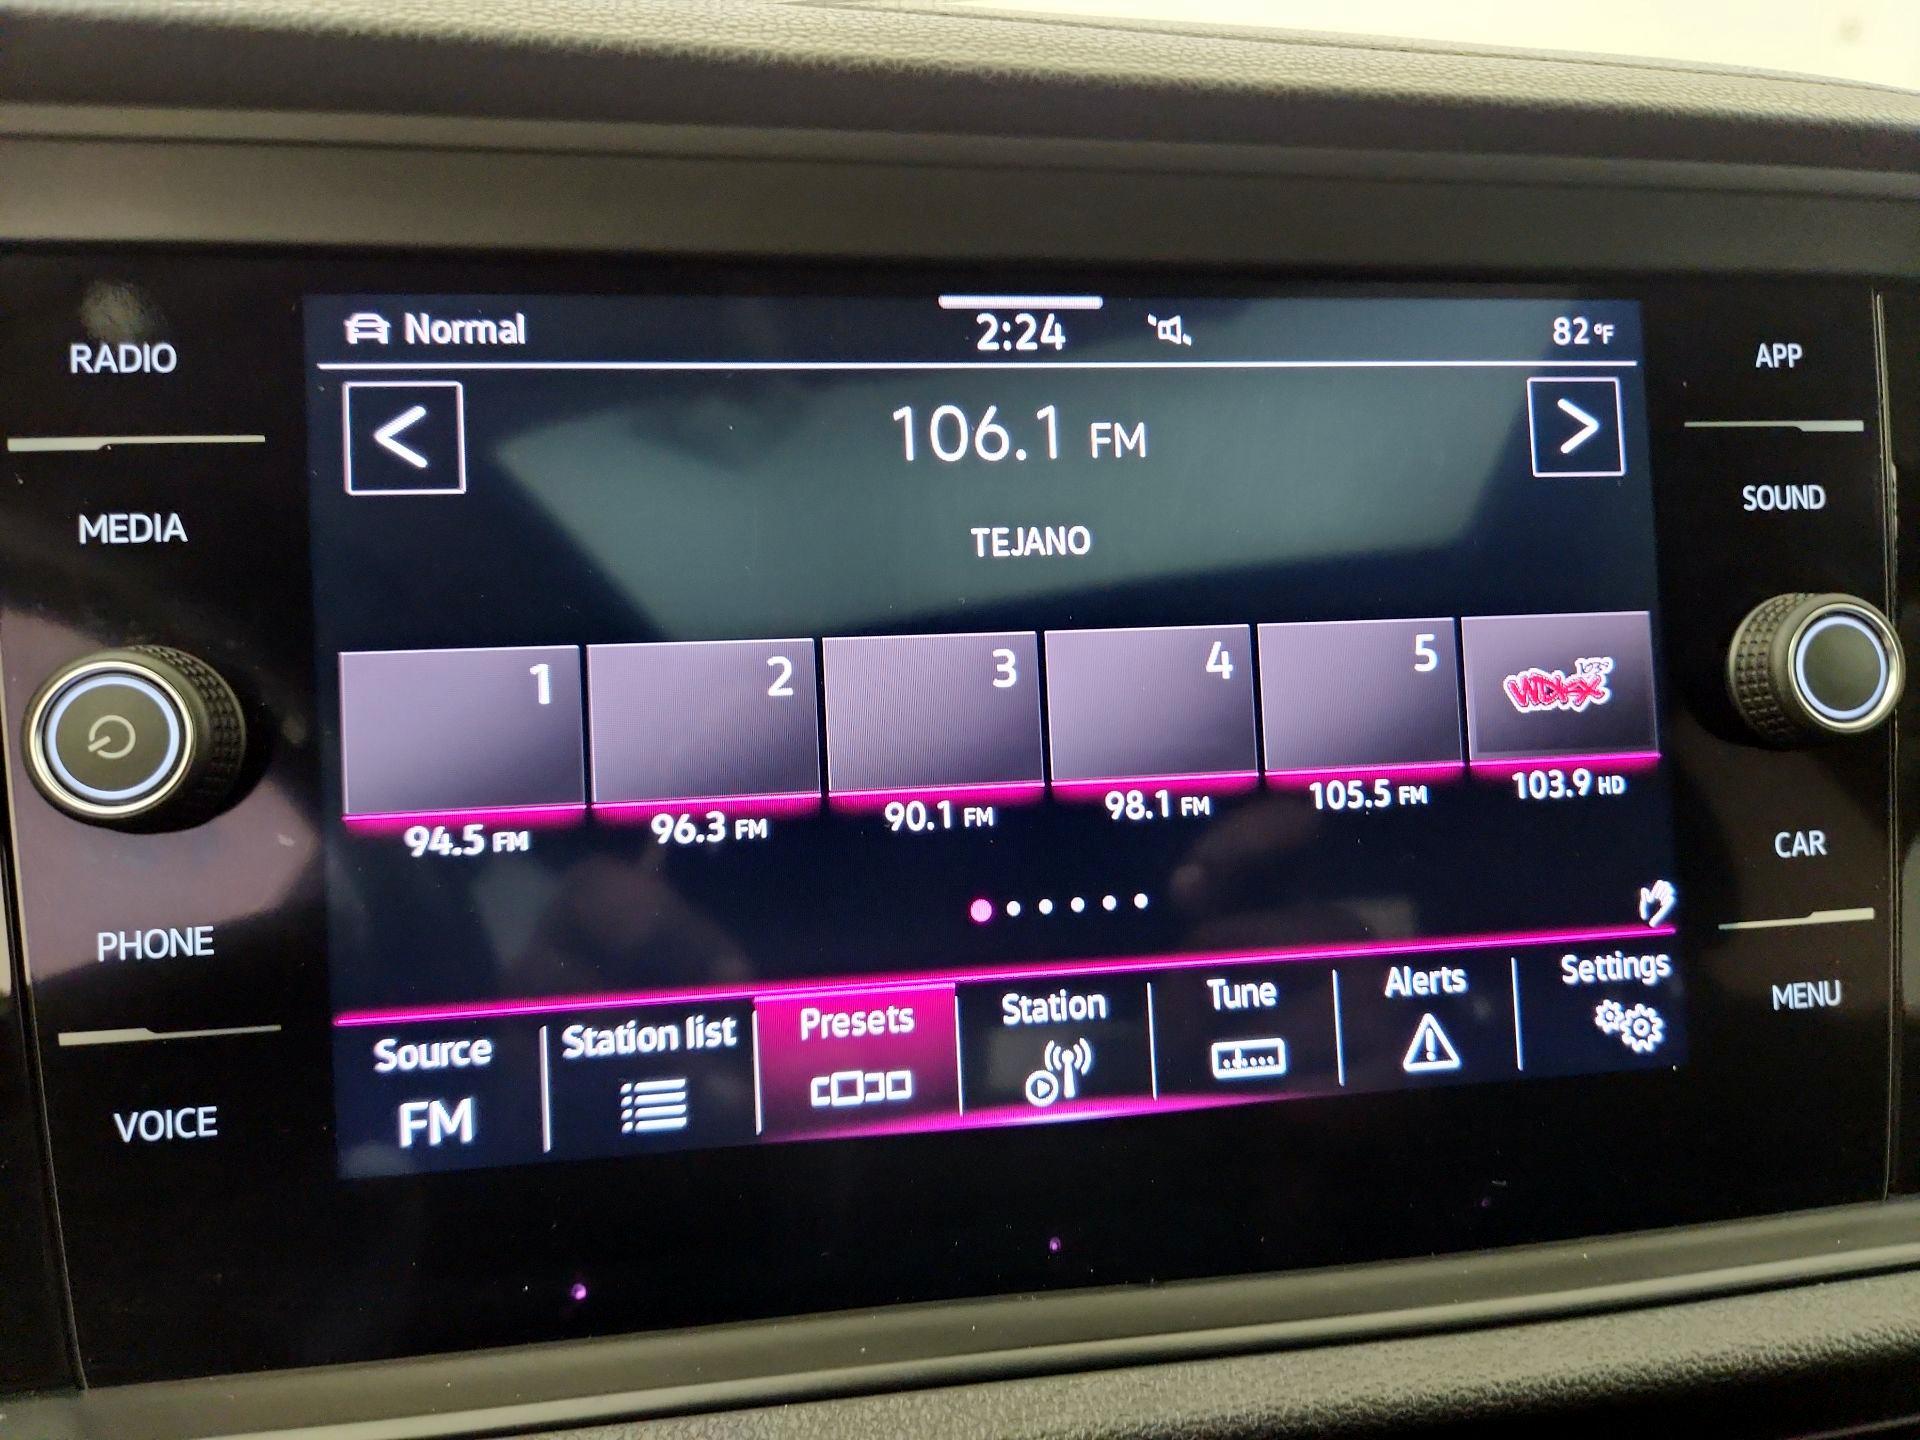 RADIO
MEDIA
PHONE
VOICE
Normal
2:24
82°F
<
106.1 FM
>
TEJANO
1
2
3
4
5
WDKX
94.5 FM
96.3 FM
90.1 FM
98.1 FM
105.5 FM
103.9 HD
Source
FM
Station list
Presets
Station
Tune
Alerts
Settings
APP
SOUND
CAR
MENU